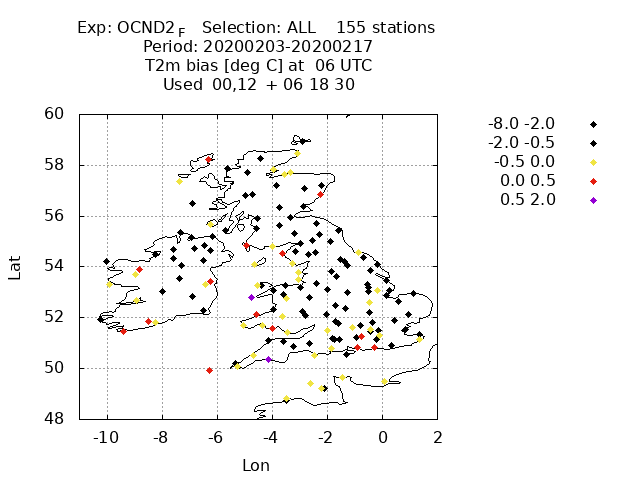 Exp: OCND2_F Selection: ALL 155 stations
Period: 20200203-20200217
T2m bias [deg C] at 06 UTC
Used 00,12 + 06 18 30
-8.0 -2.0
-2.0 -0.5
-0.5 0.0
0.0 0.5
0.5 2.0
60
58
56
54
52
50
48
Lat
-10 -8 -6 -4 -2 0 2
Lon